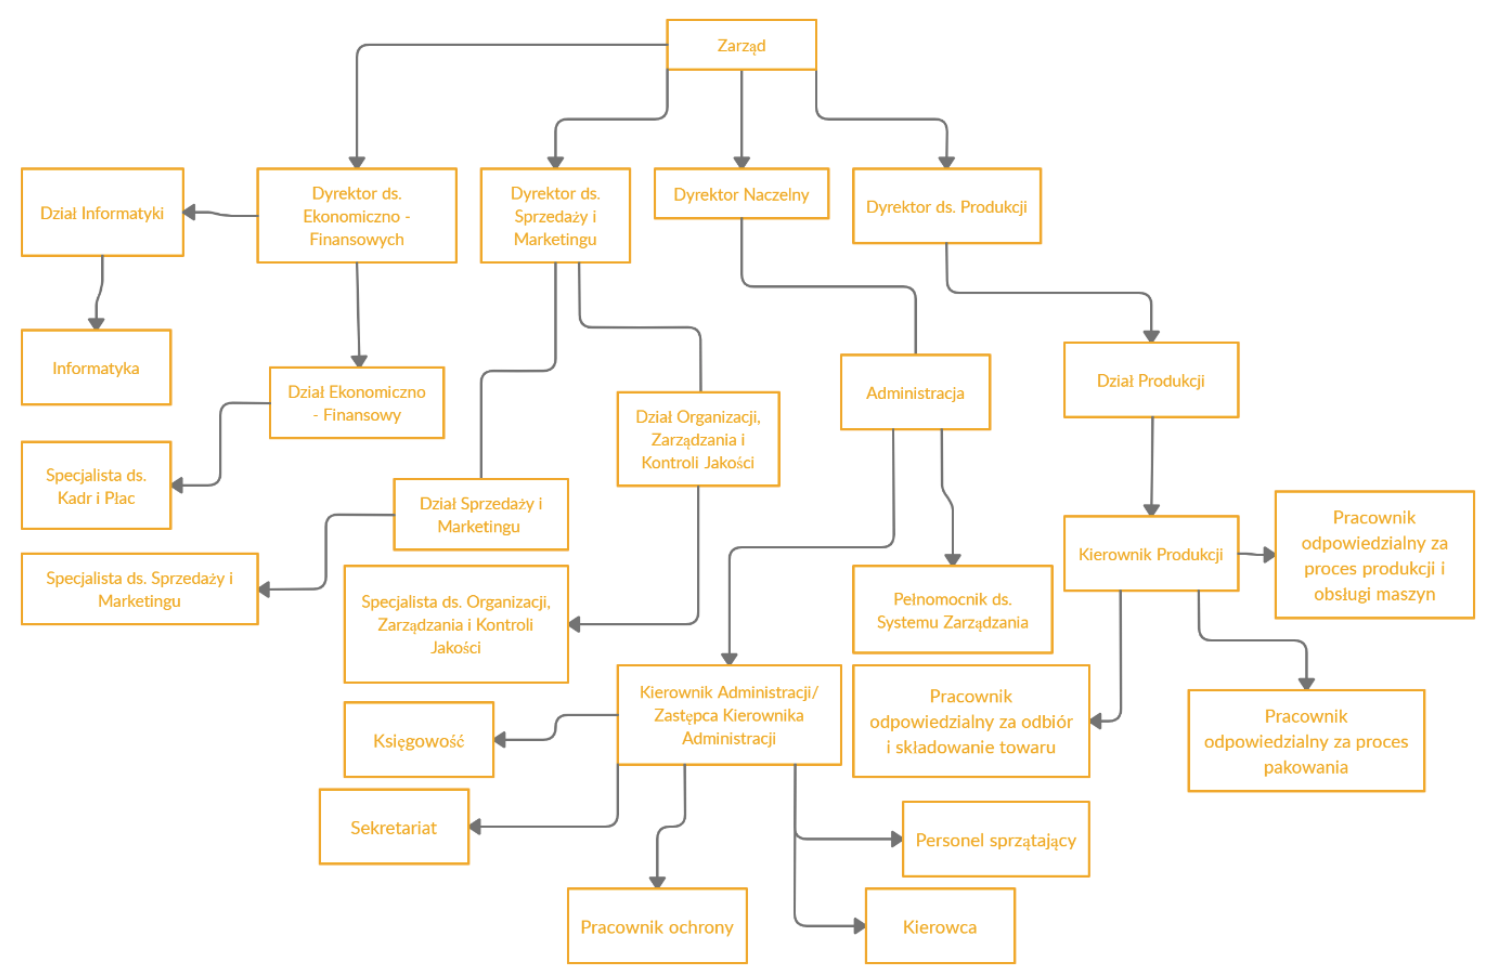 Zarząd
Dział Informatyki
Dyrektor ds.
Ekonomiczno -
Finansowych
Dyrektor ds.
Sprzedaży i
Marketingu
Dyrektor Naczelny
Dyrektor ds. Produkcji
Informatyka
Dział Ekonomiczno
- Finansowy
Dział Organizacji,
Zarządzania i
Kontroli Jakości
Administracja
Dział Produkcji
Specjalista ds.
Kadr i Płac
Dział Sprzedaży i
Marketingu
Kierownik Produkcji
Pracownik
odpowiedzialny za
proces produkcji i
obsługi maszyn
Specjalista ds. Sprzedaży i
Marketingu
Specjalista ds. Organizacji,
Zarządzania i Kontroli
Jakości
Pełnomocnik ds.
Systemu Zarządzania
Kierownik Administracji/
Zastępca Kierownika
Administracji
Pracownik
odpowiedzialny za odbiór
i składowanie towaru
Pracownik
odpowiedzialny za proces
pakowania
Księgowość
Sekretariat
Personel sprzątający
Pracownik ochrony
Kierowca